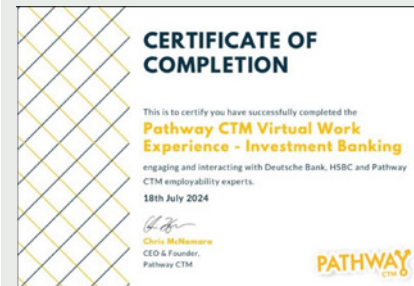 CERTIFICATE OF
COMPLETION
This is to certify you have successfully completed the
Pathway CTM Virtual Work
Experience - Investment Banking
engaging and interacting with Deutsche Bank, HSBC and Pathway
CTM employability experts.
18th July 2024
Chris McNamara
CEO & Founder,
Pathway CTM
PATHWAY
CTM